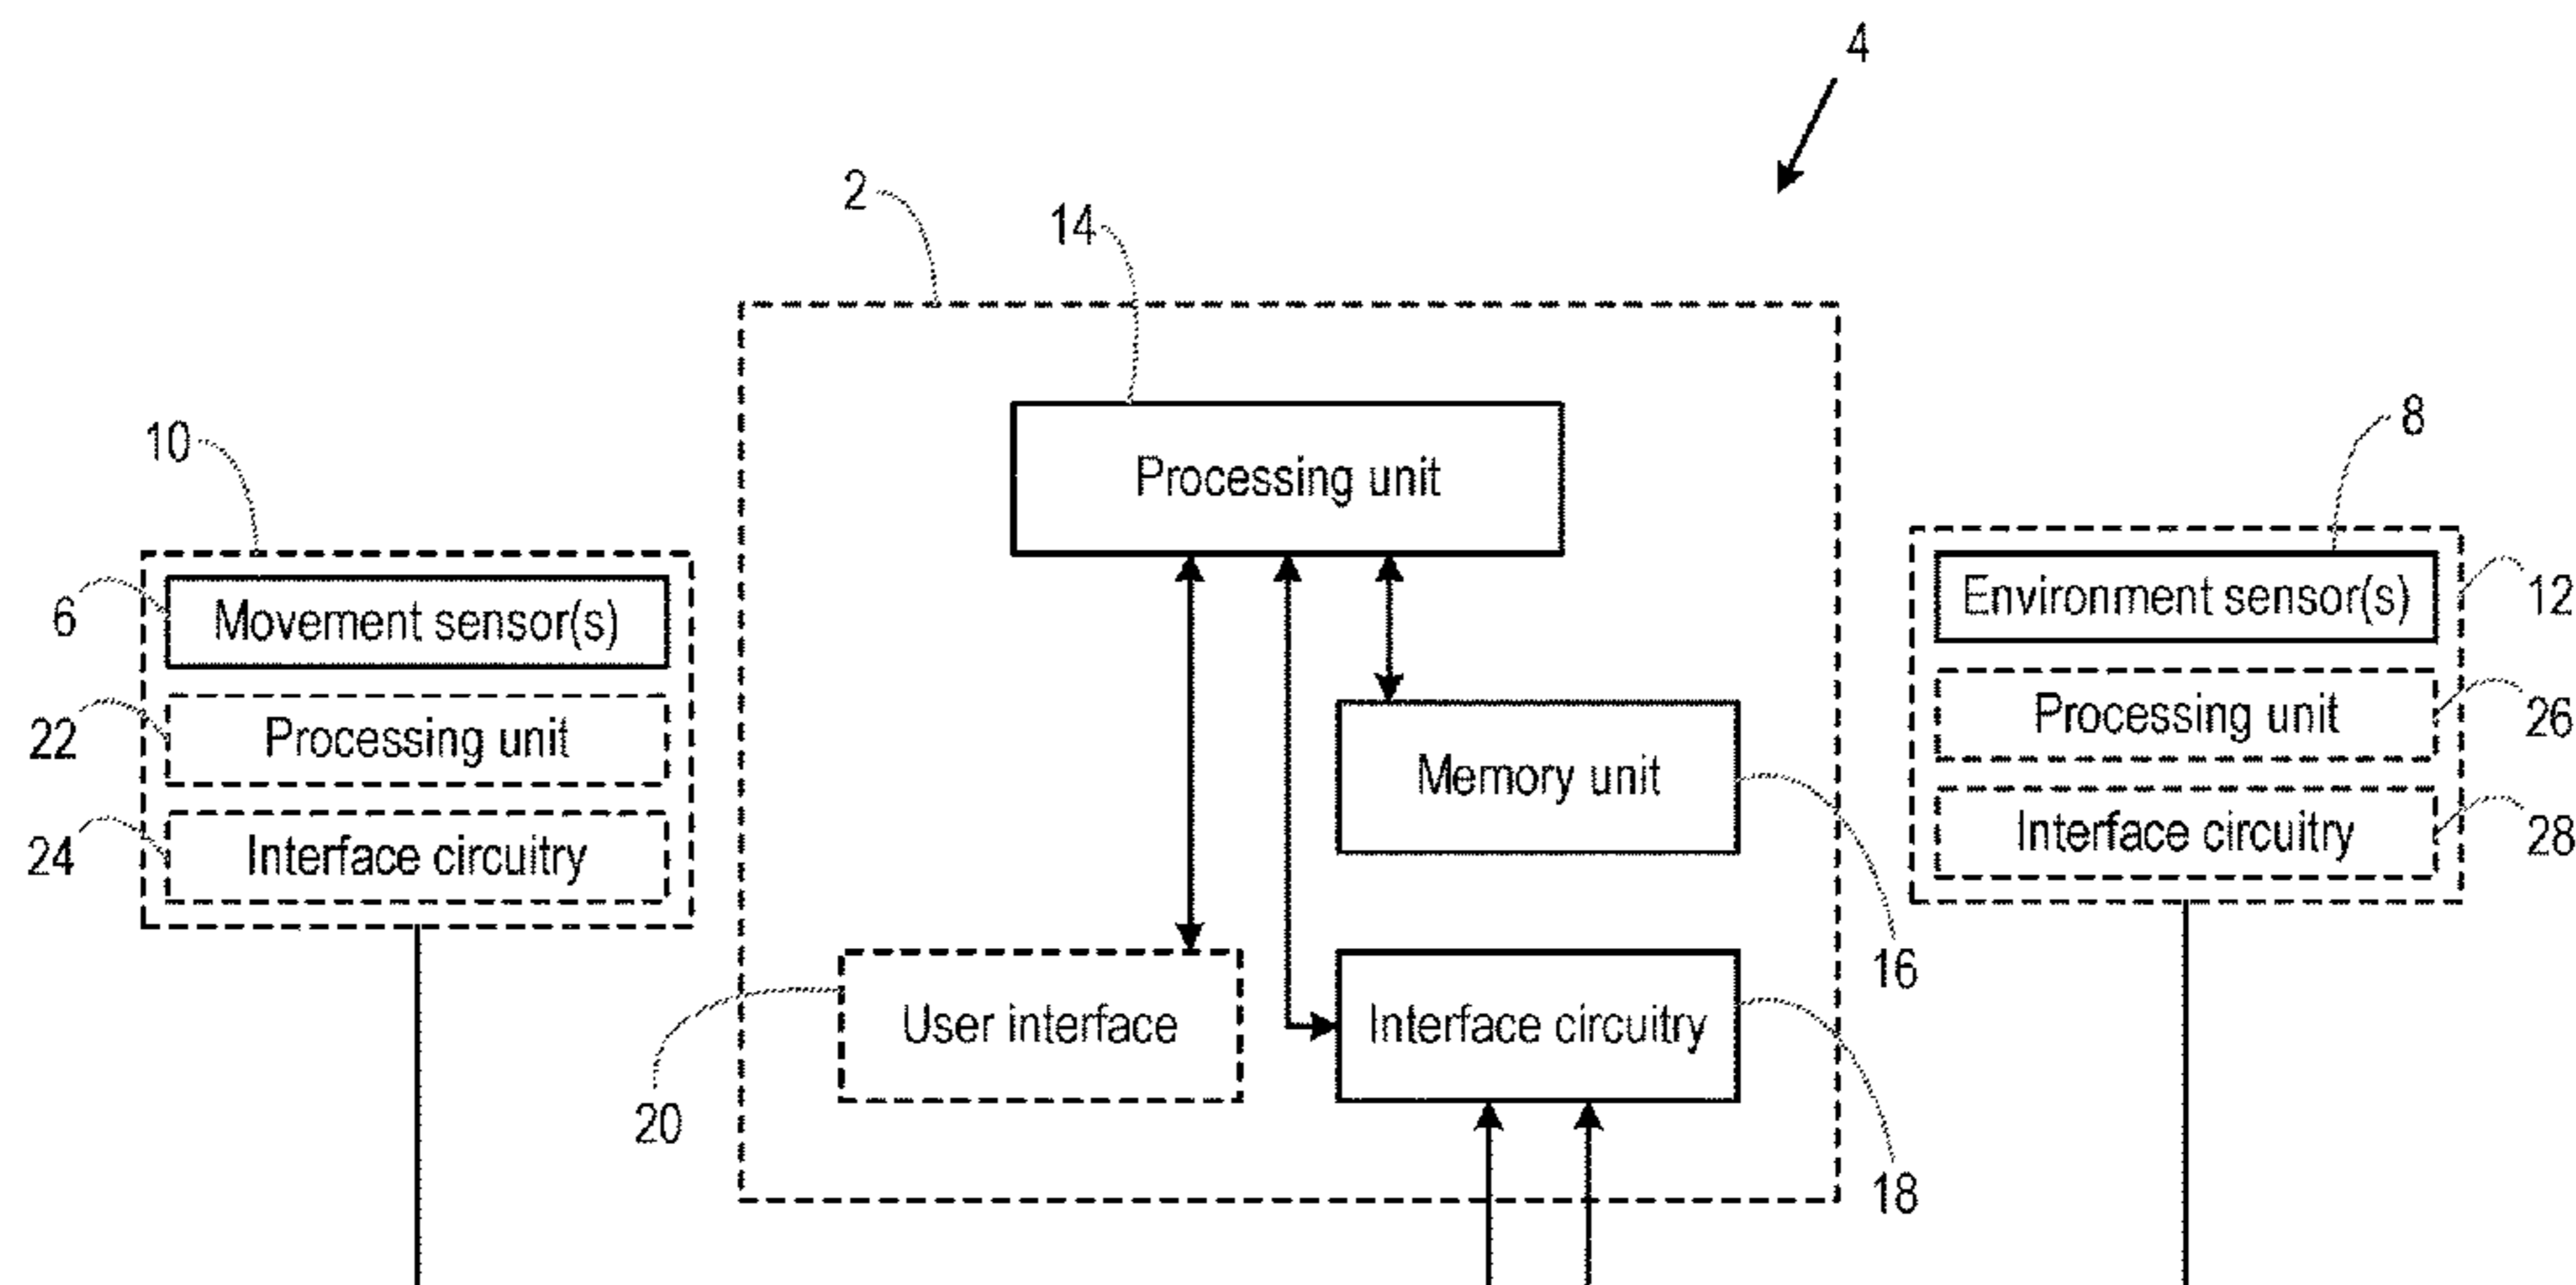 4
2
14
10
8
Processing unit
6
Movement sensor(s)
Environment sensor(s)
12
22
Processing unit
Processing unit
26
Memory unit
24
Interface circuitry
Interface circuitry
28
16
User interface
Interface circuitry
20
18